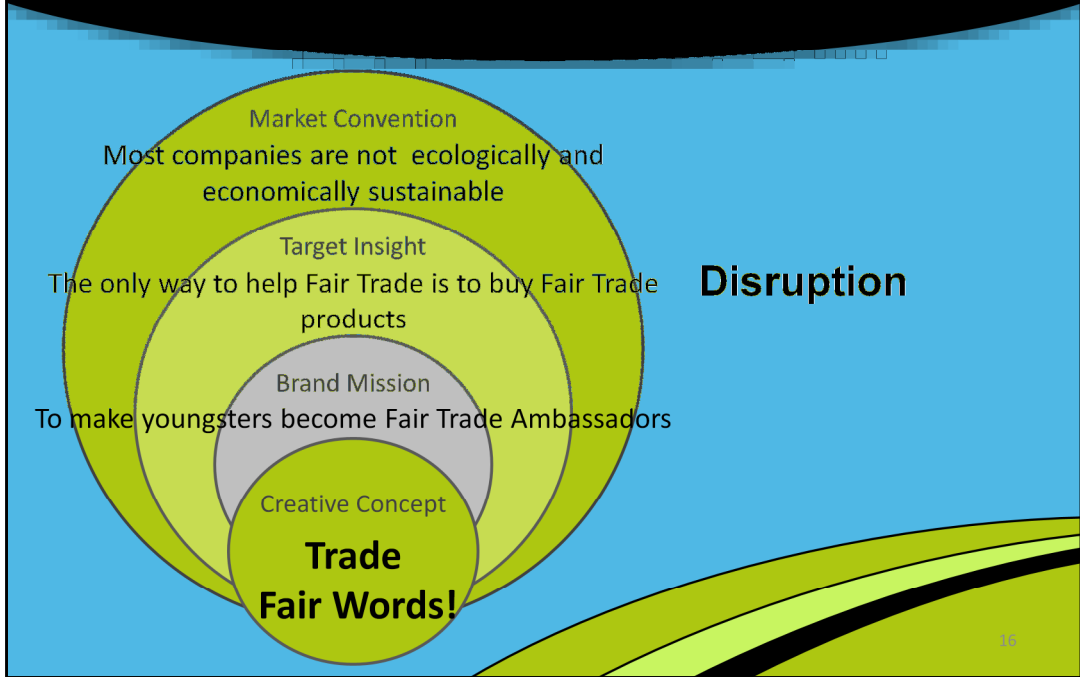 Market Convention
Most companies are not  ecologically and
economically sustainable
Target Insight
The only way to help Fair Trade is to buy Fair Trade
products
Disruption
Brand Mission
To make youngsters become Fair Trade Ambassadors
Creative Concept
Trade
Fair Words!
16